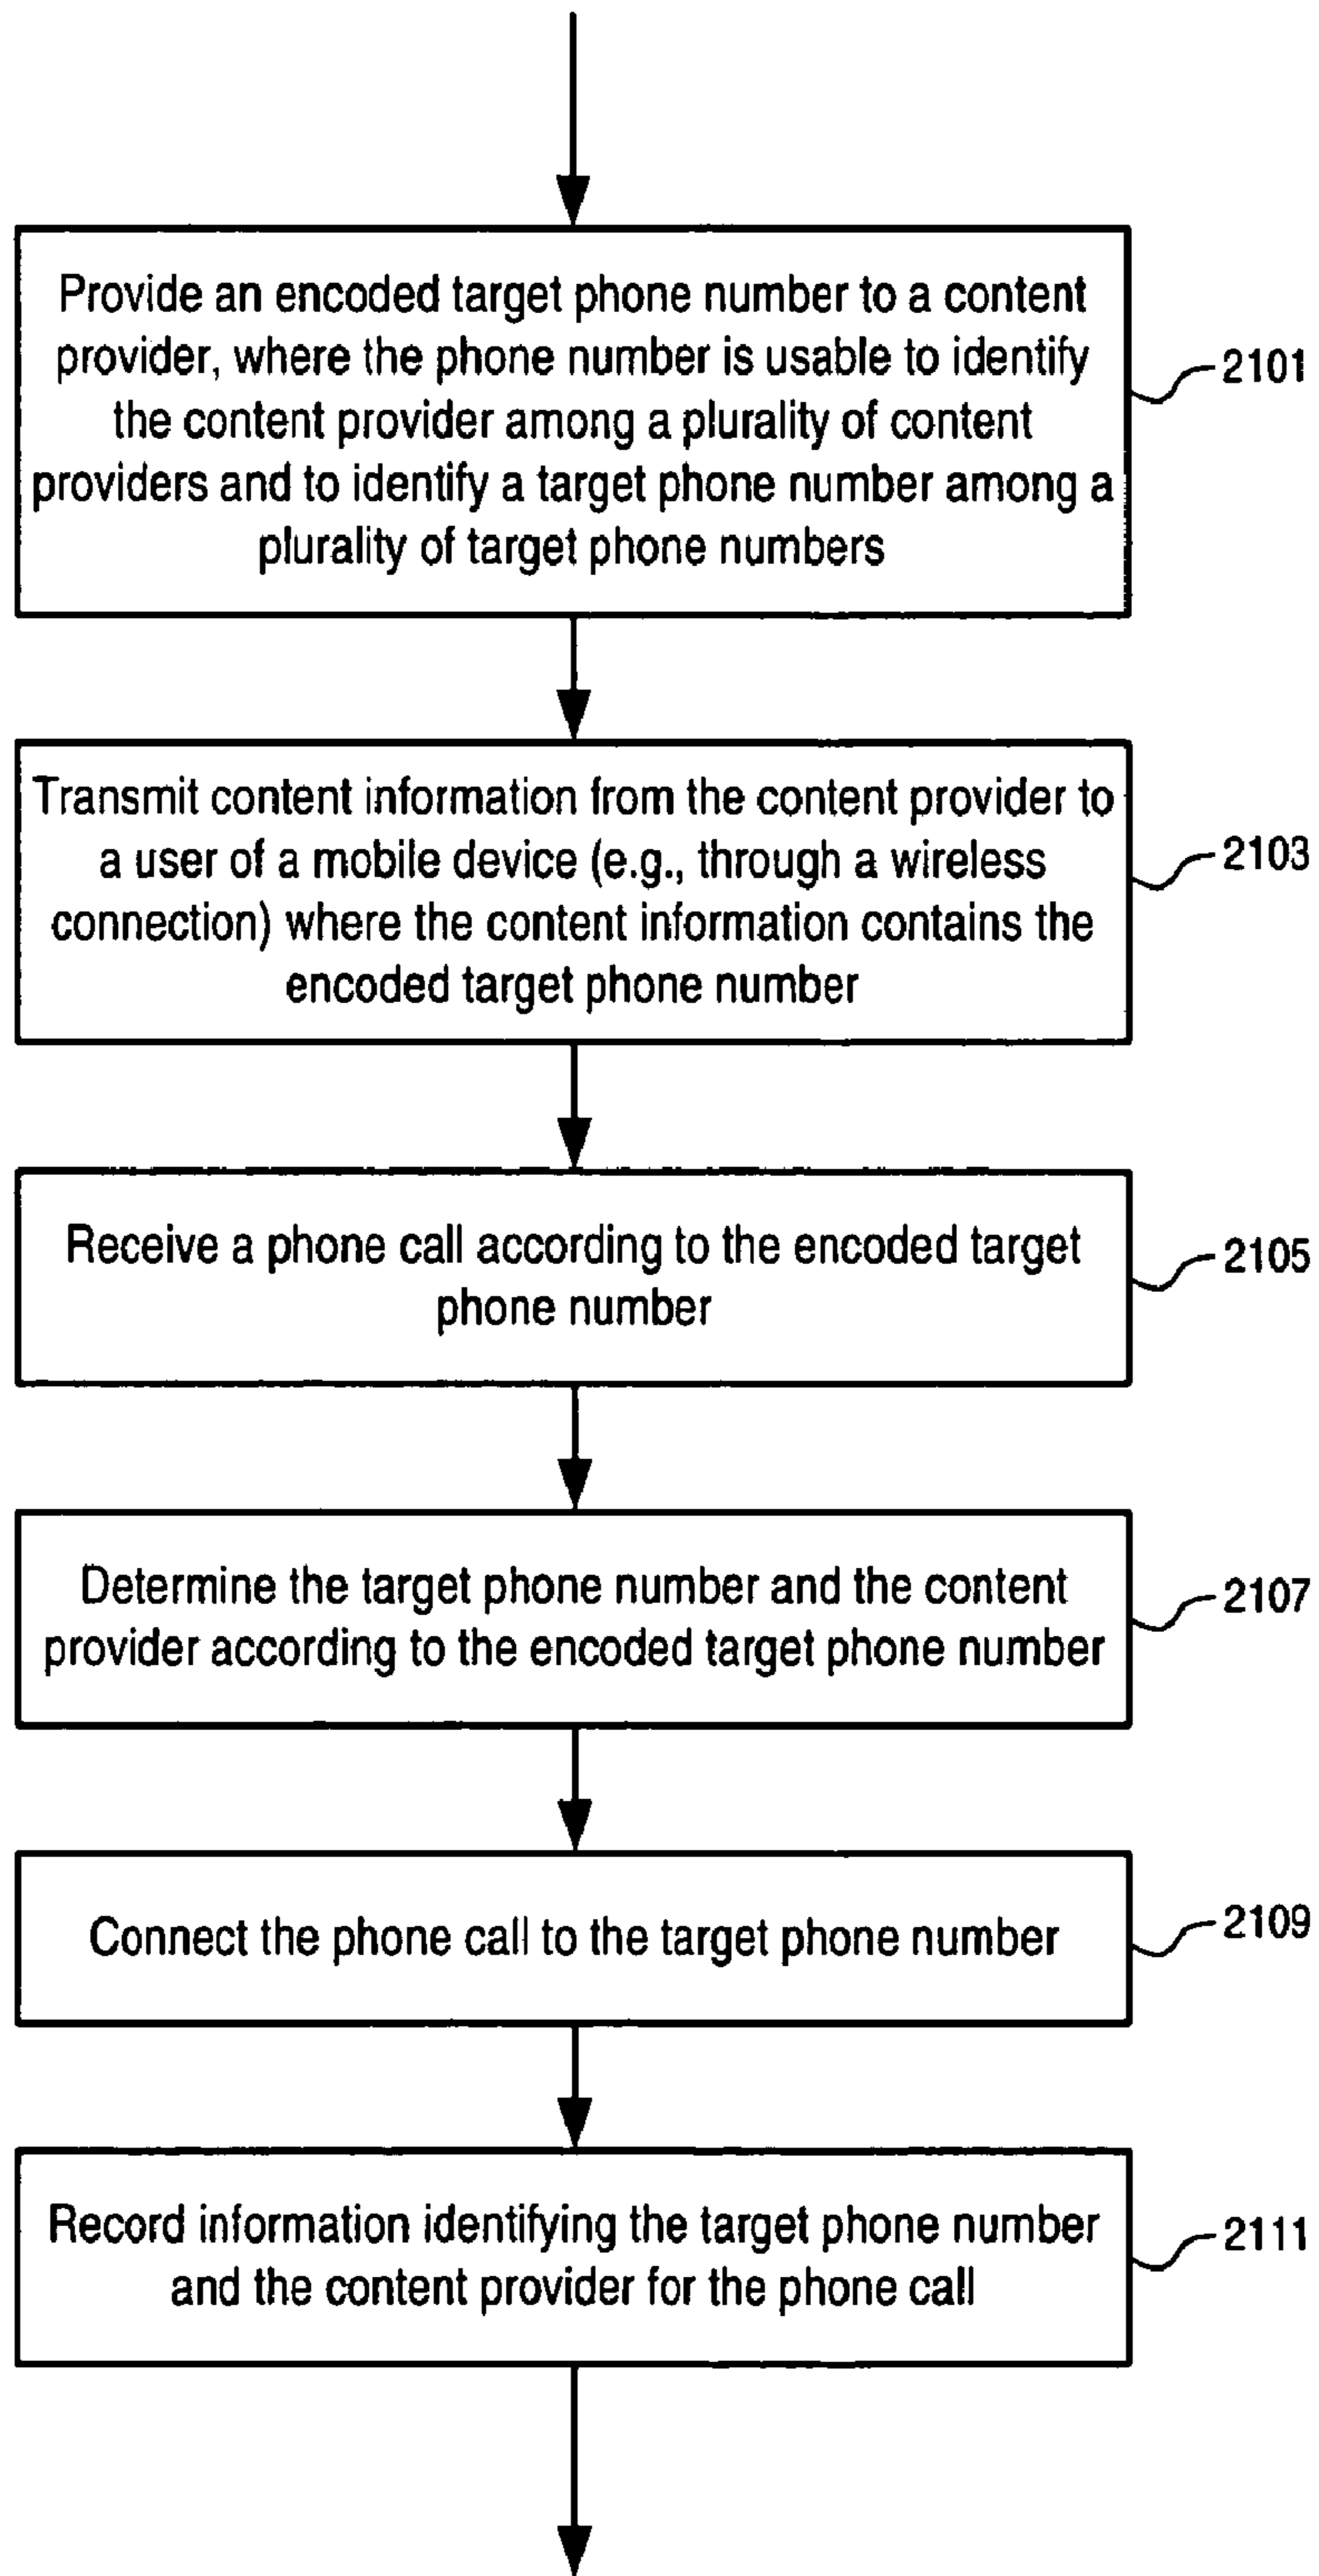 Provide an encoded target phone number to a content
provider, where the phone number is usable to identify
the content provider among a plurality of content
providers and to identify a target phone number among a
plurality of target phone numbers
2101
Transmit content information from the content provider to
a user of a mobile device (e.g., through a wireless
connection) where the content information contains the
encoded target phone number
2103
Receive a phone call according to the encoded target
phone number
2105
Determine the target phone number and the content
provider according to the encoded target phone number
2107
Connect the phone call to the target phone number
2109
Record information identifying the target phone number
and the content provider for the phone call
2111